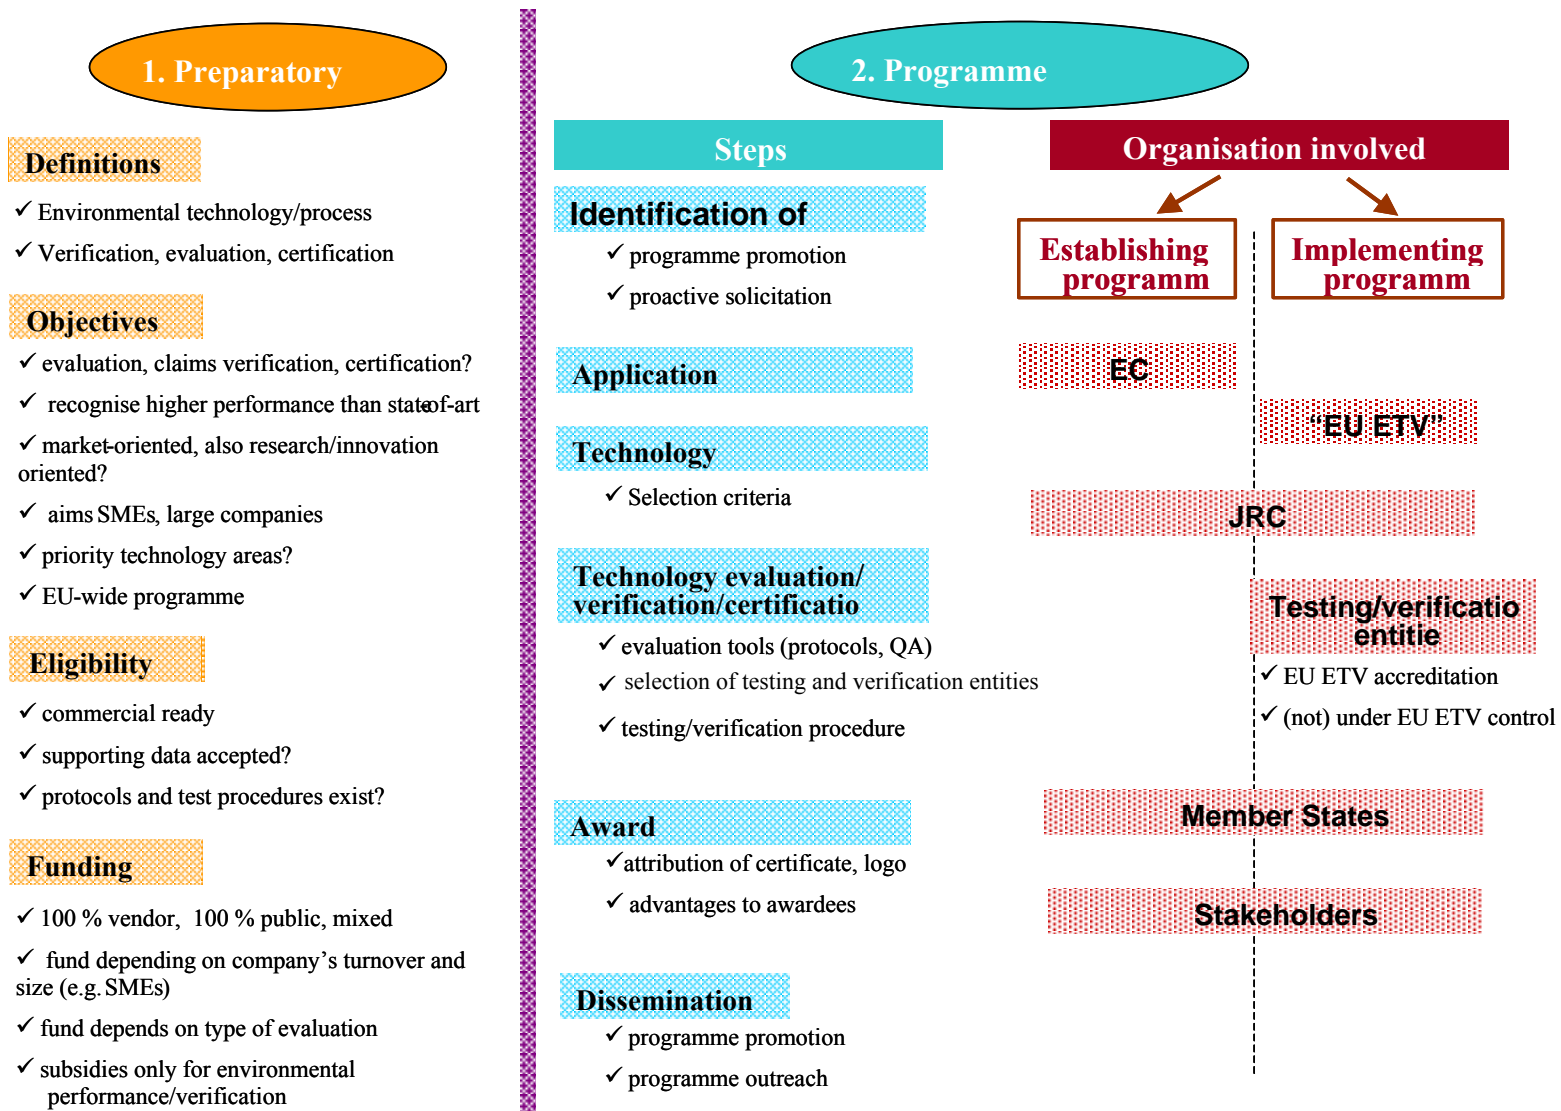 1. Preparatory
Definitions
✓ Environmental technology/process
✓ Verification, evaluation, certification
Objectives
✓ evaluation, claims verification, certification?
✓ recognise higher performance than state-of-art
✓ market-oriented, also research/innovation
oriented?
✓ aims SMEs, large companies
✓ priority technology areas?
✓ EU-wide programme
Eligibility
✓ commercial ready
✓ supporting data accepted?
✓ protocols and test procedures exist?
Funding
✓ 100 % vendor, 100 % public, mixed
✓ fund depending on company's turnover and
size (e.g. SMEs)
✓ fund depends on type of evaluation
✓ subsidies only for environmental
performance/verification
2. Programme
Steps
Identification of
✓ programme promotion
✓ proactive solicitation
Application
Technology
✓ Selection criteria
Technology evaluation/
verification/certificatio
✓ evaluation tools (protocols, QA)
✓ selection of testing and verification entities
✓ testing/verification procedure
Award
✓ attribution of certificate, logo
✓ advantages to awardees
Dissemination
✓ programme promotion
✓ programme outreach
Organisation involved
Establishing
programm
Implementing
programm
EC
“EU ETV”
JRC
Testing/verificatio
entitie
✓ EU ETV accreditation
✓ (not) under EU ETV control
Member States
Stakeholders